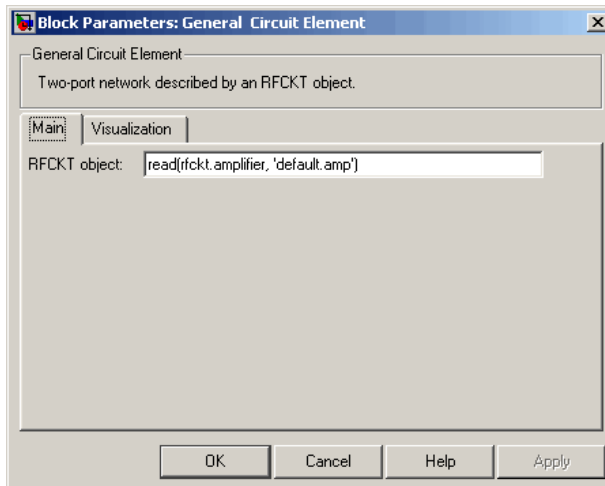 Block Parameters: General Circuit Element
General Circuit Element
Two-port network described by an RFCKT object.
Main Visualization
RFCKT object: read(rfckt.amplifier, 'default.amp')
OK Cancel Help Apply